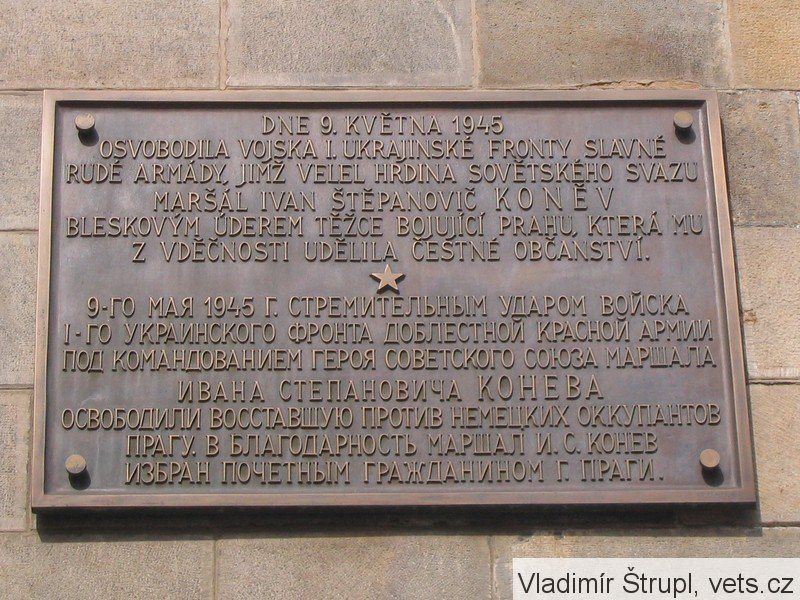 DNE 9. KVĚTNA 1945
OSVOBODILA VOJSKA I. UKRAJINSKÉ FRONTY SLAVNÉ
RUDÉ ARMÁDY, JIMŽ VELEL HRDINA SOVĚTSKÉHO SVAZU
MARŠÁL IVAN ŠTĚPANOVIČ KONĚV
BLESKOVÝM ÚDEREM TĚŽCE BOJUJÍCÍ PRAHU, KTERÁ MU
Z VDĚČNOSTI UDĚLILA ČESTNÉ OBČANSTVÍ.
9-ГО МАЯ 1945 Г. СТРЕМИТЕЛЬНЫМ УДАРОМ ВОЙСКА
I-ГО УКРАИНСКОГО ФРОНТА ДОБЛЕСТНОЙ КРАСНОЙ АРМИИ
ПОД КОМАНДОВАНИЕМ ГЕРОЯ СОВЕТСКОГО СОЮЗА МАРШАЛА
ИВАНА СТЕПАНОВИЧА КОНЕВА
ОСВОБОДИЛИ ВОССТАВШУЮ ПРОТИВ НЕМЕЦКИХ ОККУПАНТОВ
ПРАГУ. В БЛАГОДАРНОСТЬ МАРШАЛ И. С. КОНЕВ
ИЗБРАН ПОЧЕТНЫМ ГРАЖДАНИНОМ Г. ПРАГИ.
Vladimír Štrupl, vets.cz